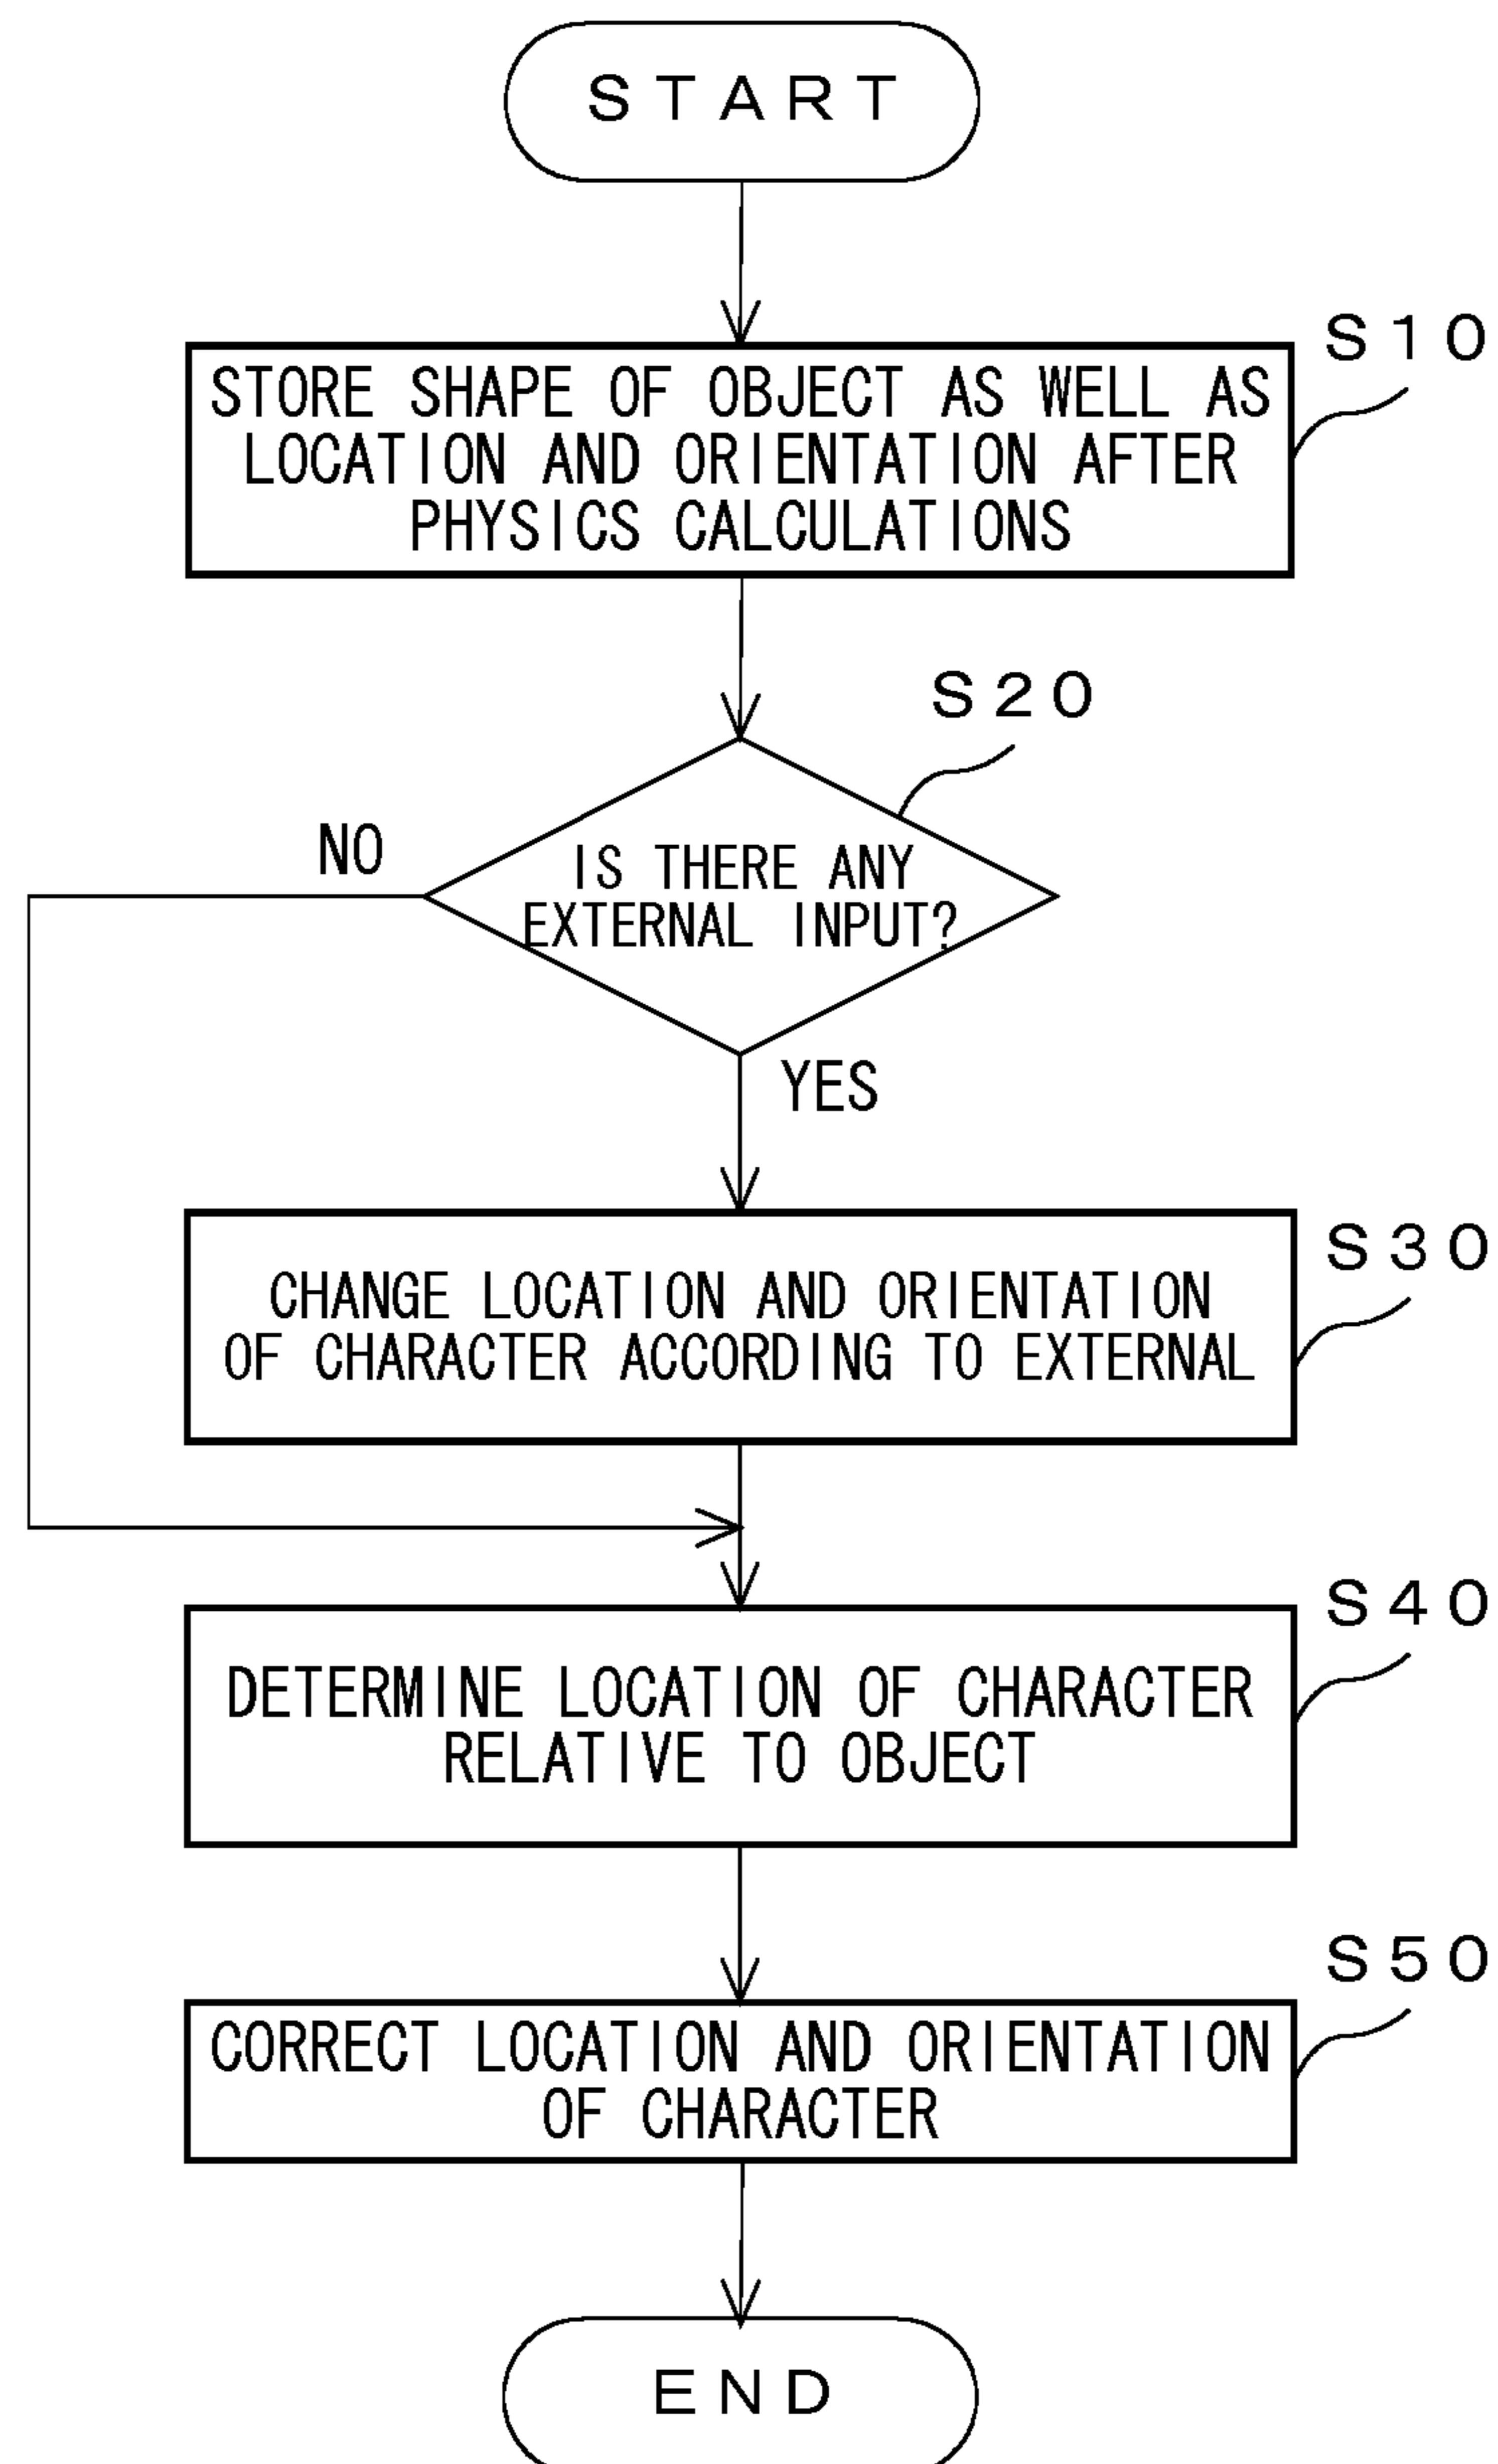 START
S10
STORE SHAPE OF OBJECT AS WELL AS
LOCATION AND ORIENTATION AFTER
PHYSICS CALCULATIONS
S20
NO
IS THERE ANY
EXTERNAL INPUT?
YES
S30
CHANGE LOCATION AND ORIENTATION
OF CHARACTER ACCORDING TO EXTERNAL
S40
DETERMINE LOCATION OF CHARACTER
RELATIVE TO OBJECT
S50
CORRECT LOCATION AND ORIENTATION
OF CHARACTER
END